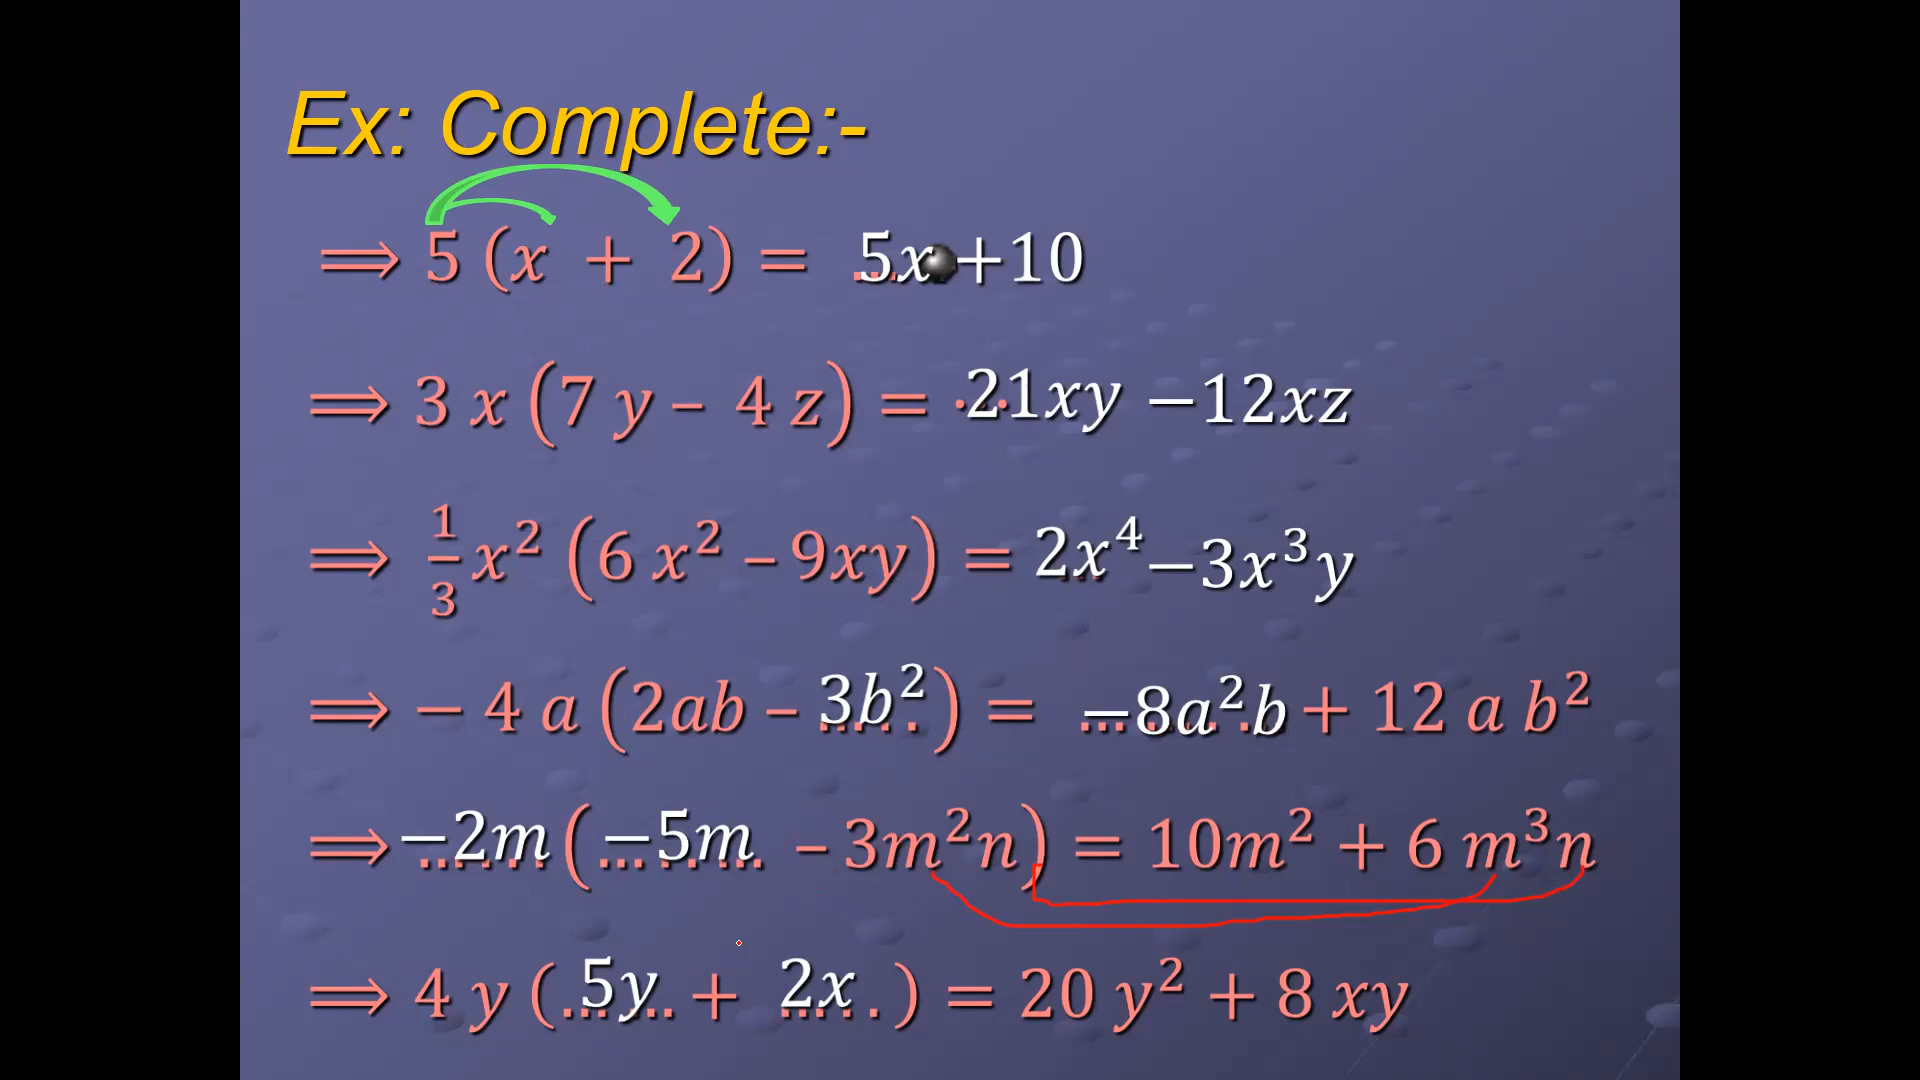 Ex: Complete:-
⟹ 5 (x + 2) = ...5x+10
⟹ 3 x (7 y – 4 z) = ...21xy −12xz
⟹ 1/3 x² (6 x² – 9xy) = 2x⁴−3x³y
⟹ − 4 a (2ab – 3b²) = −8a²b + 12 a b²
⟹ −2m ( −5m – 3m²n) = 10m² + 6 m³n
⟹ 4 y ( 5y + 2x ) = 20 y² + 8 xy